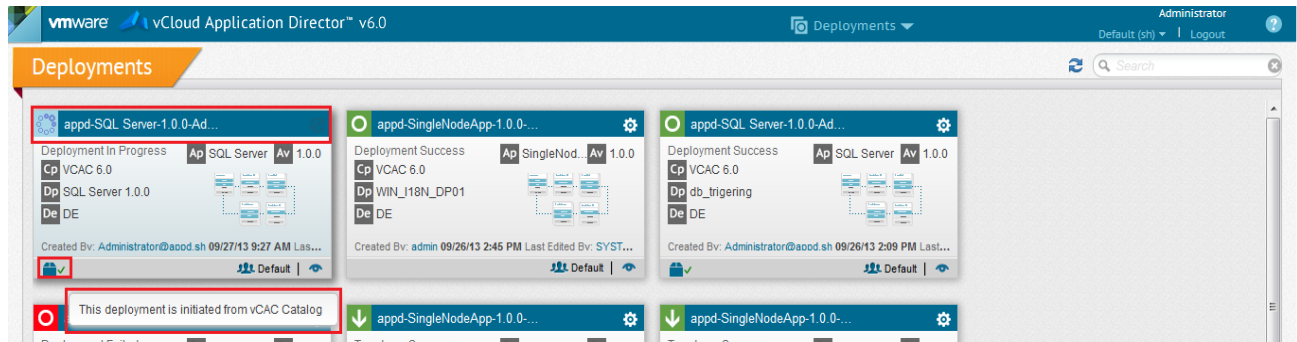 vmware vCloud Application Director™ v6.0
Deployments
Administrator
Default (sh) | Logout
?
Deployments
Search
appd-SQL Server-1.0.0-Ad...
Deployment In Progress
Ap SQL Server Av 1.0.0
Cp VCAC 6.0
Dp SQL Server 1.0.0
De DE
Created By: Administrator@appd.sh 09/27/13 9:27 AM Las...
Default |
appd-SingleNodeApp-1.0.0-...
Deployment Success
Ap SingleNod... Av 1.0.0
Cp VCAC 6.0
Dp WIN_I18N_DP01
De DE
Created By: admin 09/26/13 2:45 PM Last Edited By: SYST...
Default |
appd-SQL Server-1.0.0-Ad...
Deployment Success
Ap SQL Server Av 1.0.0
Cp VCAC 6.0
Dp db_trigering
De DE
Created By: Administrator@appd.sh 09/26/13 2:09 PM Last...
Default |
This deployment is initiated from vCAC Catalog
appd-SingleNodeApp-1.0.0-...
appd-SingleNodeApp-1.0.0-...